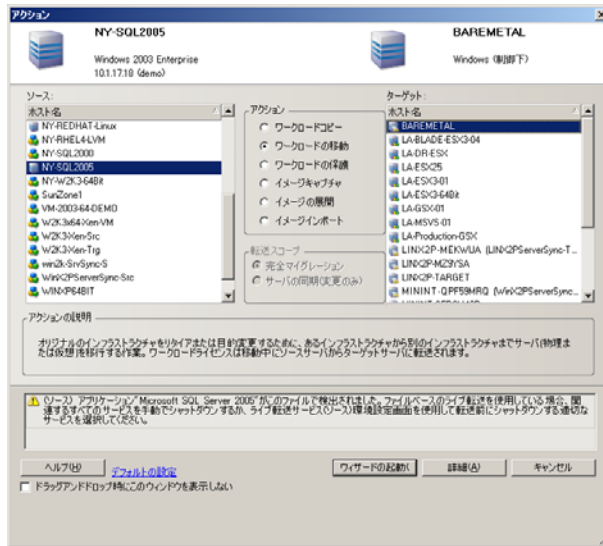 アクション
NY-SQL2005
Windows 2003 Enterprise
10.1.17.18 (demo)
BAREMETAL
Windows (制御下)
ソース:
ホスト名
NY-REDHAT-Linux
NY-RHEL4-LVM
NY-SQL2000
NY-SQL2005
NY-W2K3-64Bit
SunZone1
VM-2003-64-DEMO
W2K3x64-Xen-VM
W2K3-Xen-Src
W2K3-Xen-Trg
win2k-SrvSync-S
WinX2PServerSync-Src
WINXP64BIT
アクション
ワークロードコピー
ワークロードの移動
ワークロードの保護
イメージキャプチャ
イメージの展開
イメージインポート
転送スコープ
完全マイグレーション
サーバの同期(変更のみ)
ターゲット:
ホスト名
BAREMETAL
LA-BLADE-ESX3-04
LA-DR-ESX
LA-ESX25
LA-ESX3-01
LA-ESX3-64Bit
LA-GSX-01
LA-MSVS-01
LA-Production-GSX
LINX2P-MEKWUA (LINX2PServerSync-T...
LINX2P-MZ9YSA
LINX2P-TARGET
MININT-QPF59MRQ (WinX2PServerSync...
アクションの説明
オリジナルのインフラストラクチャをリタイアまたは目的変更するために、あるインフラストラクチャから別のインフラストラクチャまでサーバ(物理または仮想)を移行する作業。ワークロードライセンスは移動中にソースサーバからターゲットサーバに転送されます。
(ソース) アプリケーション"Microsoft SQL Server 2005"がこのファイルで検出されました。ファイルベースのライブ転送を使用している場合、関
連するすべてのサービスを手動でシャットダウンするか、ライブ転送サービス(ソース)環境設定画面を使用して転送前にシャットダウンする適切な
サービスを選択してください。
ヘルプ(H)
デフォルトの設定
ウィザードの起動(
詳細(A)
キャンセル
ドラッグアンドドロップ時にこのウィンドウを表示しない